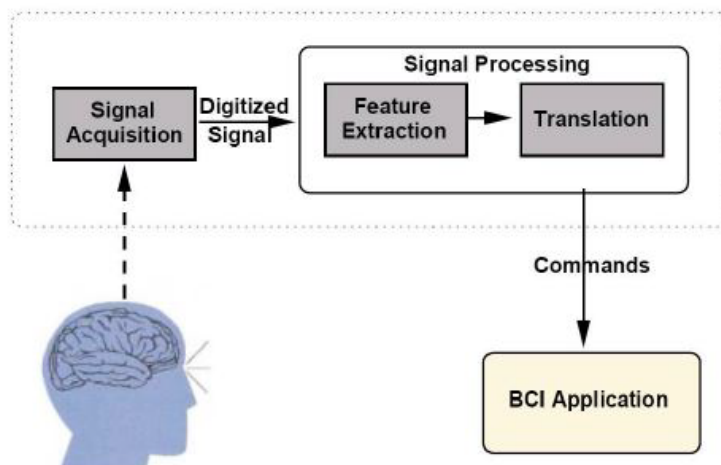 Signal Processing
Signal
Acquisition
Digitized
Signal
Feature
Extraction
Translation
Commands
BCI Application